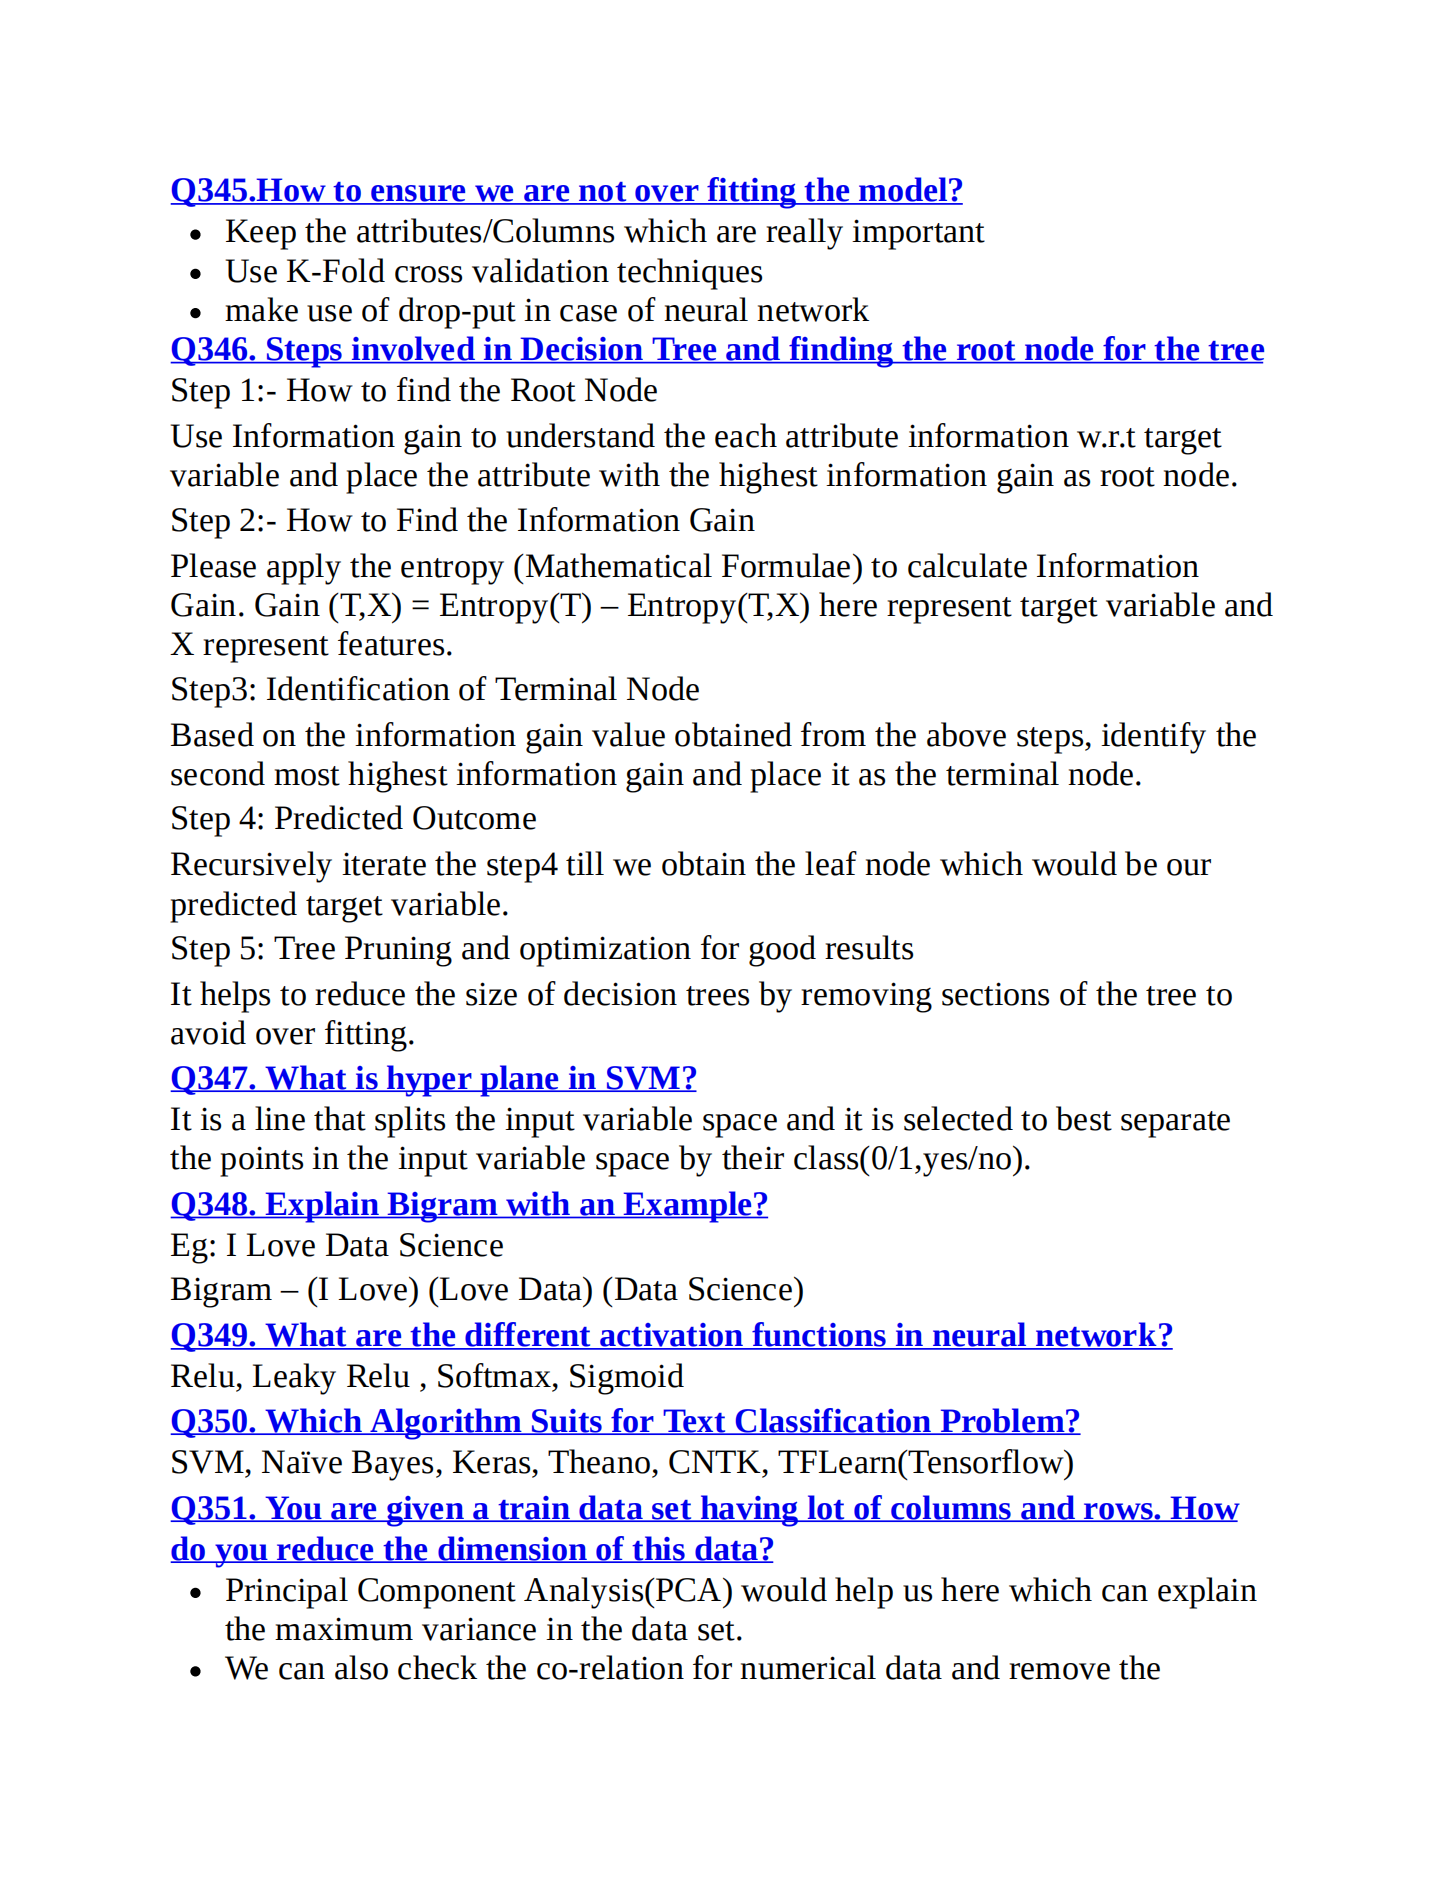 Q345.How to ensure we are not over fitting the model?
• Keep the attributes/Columns which are really important
• Use K-Fold cross validation techniques
• make use of drop-put in case of neural network
Q346. Steps involved in Decision Tree and finding the root node for the tree
Step 1:- How to find the Root Node
Use Information gain to understand the each attribute information w.r.t target
variable and place the attribute with the highest information gain as root node.
Step 2:- How to Find the Information Gain
Please apply the entropy (Mathematical Formulae) to calculate Information
Gain. Gain (T,X) = Entropy(T) – Entropy(T,X) here represent target variable and
X represent features.
Step3: Identification of Terminal Node
Based on the information gain value obtained from the above steps, identify the
second most highest information gain and place it as the terminal node.
Step 4: Predicted Outcome
Recursively iterate the step4 till we obtain the leaf node which would be our
predicted target variable.
Step 5: Tree Pruning and optimization for good results
It helps to reduce the size of decision trees by removing sections of the tree to
avoid over fitting.
Q347. What is hyper plane in SVM?
It is a line that splits the input variable space and it is selected to best separate
the points in the input variable space by their class(0/1,yes/no).
Q348. Explain Bigram with an Example?
Eg: I Love Data Science
Bigram – (I Love) (Love Data) (Data Science)
Q349. What are the different activation functions in neural network?
Relu, Leaky Relu , Softmax, Sigmoid
Q350. Which Algorithm Suits for Text Classification Problem?
SVM, Naïve Bayes, Keras, Theano, CNTK, TFLearn(Tensorflow)
Q351. You are given a train data set having lot of columns and rows. How
do you reduce the dimension of this data?
• Principal Component Analysis(PCA) would help us here which can explain
the maximum variance in the data set.
• We can also check the co-relation for numerical data and remove the